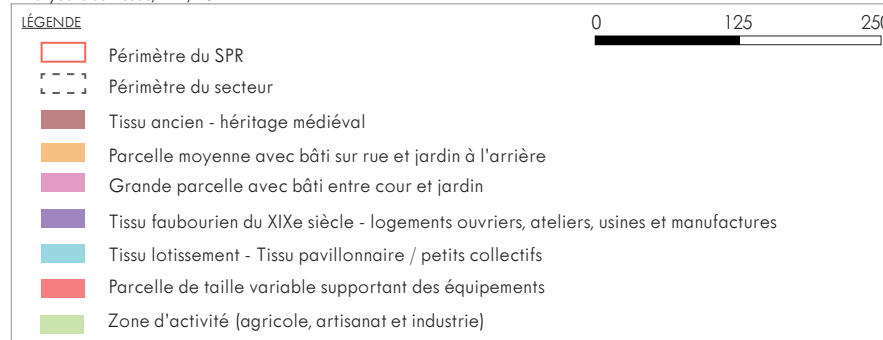 LÉGENDE
0 125 250
Périmètre du SPR
Périmètre du secteur
Tissu ancien - héritage médiéval
Parcelle moyenne avec bâti sur rue et jardin à l'arrière
Grande parcelle avec bâti entre cour et jardin
Tissu faubourien du XIXe siècle - logements ouvriers, ateliers, usines et manufactures
Tissu lotissement - Tissu pavillonnaire / petits collectifs
Parcelle de taille variable supportant des équipements
Zone d'activité (agricole, artisanat et industrie)